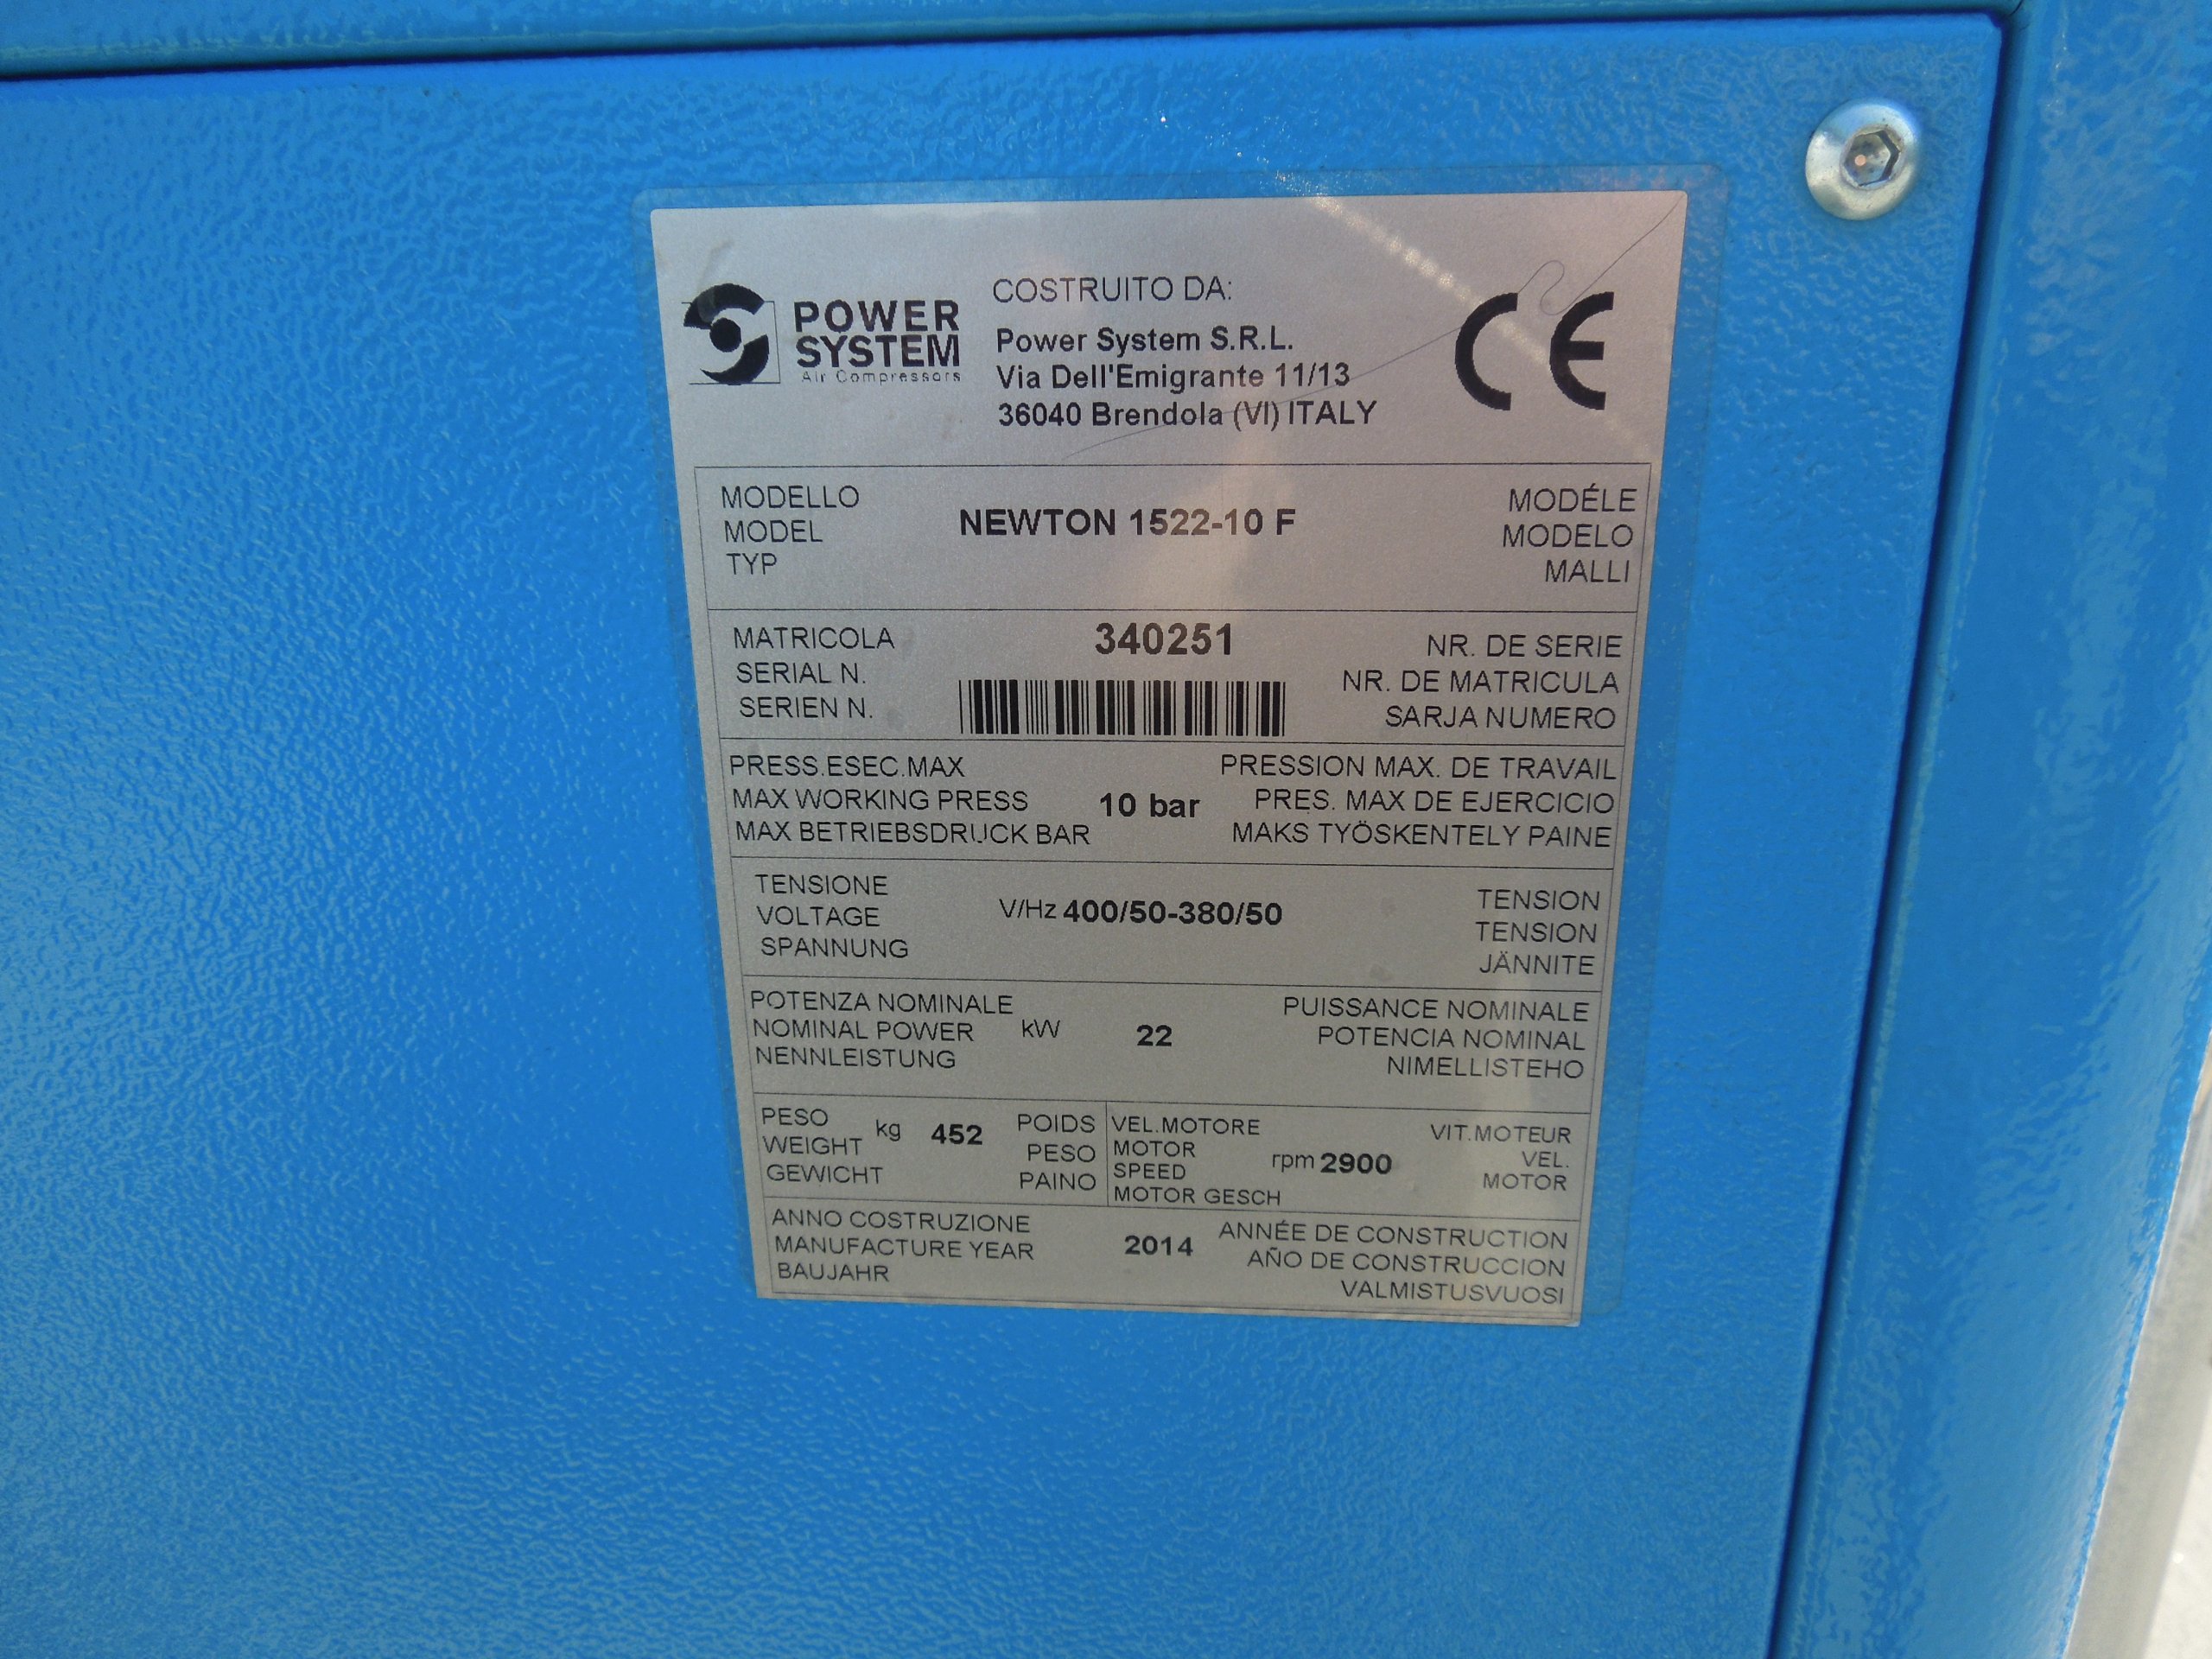 POWER
SYSTEM
Air Compressors
COSTRUITO DA:
Power System S.R.L.
Via Dell'Emigrante 11/13
36040 Brendola (VI) ITALY
CE
MODELLO
MODEL
TYP
NEWTON 1522-10 F
MODÉLE
MODELO
MALLI
MATRICOLA
SERIAL N.
SERIEN N.
340251
NR. DE SERIE
NR. DE MATRICULA
SARJA NUMERO
PRESS.ESEC.MAX
MAX WORKING PRESS
MAX BETRIEBSDRUCK BAR
10 bar
PRESSION MAX. DE TRAVAIL
PRES. MAX DE EJERCICIO
MAKS TYÖSKENTELY PAINE
TENSIONE
VOLTAGE
SPANNUNG
V/Hz 400/50-380/50
TENSION
TENSION
JÄNNITE
POTENZA NOMINALE
NOMINAL POWER
NENNLEISTUNG
kW 22
PUISSANCE NOMINALE
POTENCIA NOMINAL
NIMELLISTEHO
PESO
WEIGHT
GEWICHT
kg 452
POIDS
PESO
PAINO
VEL.MOTORE
MOTOR
SPEED
MOTOR GESCH
rpm 2900
VIT.MOTEUR
VEL.
MOTOR
ANNO COSTRUZIONE
MANUFACTURE YEAR
BAUJAHR
2014
ANNÉE DE CONSTRUCTION
AÑO DE CONSTRUCCION
VALMISTUSVUOSI